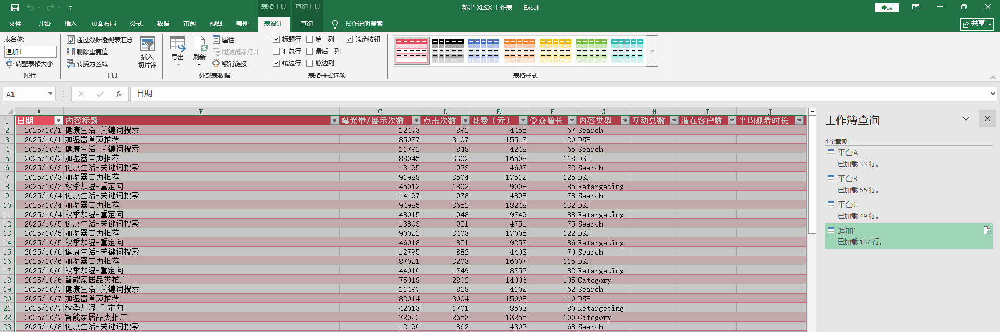 表格工具 查询工具 新建 XLSX 工作表 - Excel 登录
文件 开始 插入 页面布局 公式 数据 审阅 视图 帮助 表设计 查询 操作说明搜索 共享
表名称: 通过数据透视表汇总 属性 标题行 第一列 筛选按钮
追加1 删除重复值 插入切片器 导出 刷新 用浏览器打开 汇总行 最后一列
调整表格大小 转换为区域 取消链接 镶边行 镶边列
属性 工具 外部表数据 表格样式选项 表格样式
A1 fx 日期
A B C D E F G H I J
1 日期 内容标题 曝光量/展示次数 点击次数 花费（元） 受众增长 内容类型 互动总数 潜在客户数 平均观看时长
2 2025/10/1 健康生活-关键词搜索 12473 892 4455 67 Search
3 2025/10/1 加湿器首页推荐 85037 3107 15513 120 DSP
4 2025/10/2 健康生活-关键词搜索 11792 848 4248 65 Search
5 2025/10/2 加湿器首页推荐 88045 3302 16508 118 DSP
6 2025/10/3 健康生活-关键词搜索 13195 923 4603 72 Search
7 2025/10/3 加湿器首页推荐 91988 3504 17512 125 DSP
8 2025/10/3 秋季加湿-重定向 45012 1802 9008 85 Retargeting
9 2025/10/4 健康生活-关键词搜索 14197 978 4898 78 Search
10 2025/10/4 加湿器首页推荐 94985 3652 18248 132 DSP
11 2025/10/4 秋季加湿-重定向 48015 1948 9749 88 Retargeting
12 2025/10/5 健康生活-关键词搜索 13803 951 4751 75 Search
13 2025/10/5 加湿器首页推荐 90022 3403 17005 122 DSP
14 2025/10/5 秋季加湿-重定向 46018 1851 9253 86 Retargeting
15 2025/10/6 健康生活-关键词搜索 12795 882 4403 70 Search
16 2025/10/6 加湿器首页推荐 87021 3203 16007 115 DSP
17 2025/10/6 秋季加湿-重定向 44016 1749 8752 82 Retargeting
18 2025/10/6 智能家居品类推广 75018 2802 14006 105 Category
19 2025/10/7 健康生活-关键词搜索 11497 818 4102 62 Search
20 2025/10/7 加湿器首页推荐 82014 3004 15008 110 DSP
21 2025/10/7 秋季加湿-重定向 42013 1701 8503 80 Retargeting
22 2025/10/7 智能家居品类推广 72022 2653 13255 100 Category
23 2025/10/8 健康生活-关键词搜索 12196 862 4302 68 Search
工作簿查询
4 个查询
平台A
已加载 33 行。
平台B
已加载 55 行。
平台C
已加载 49 行。
追加1
已加载 137 行。